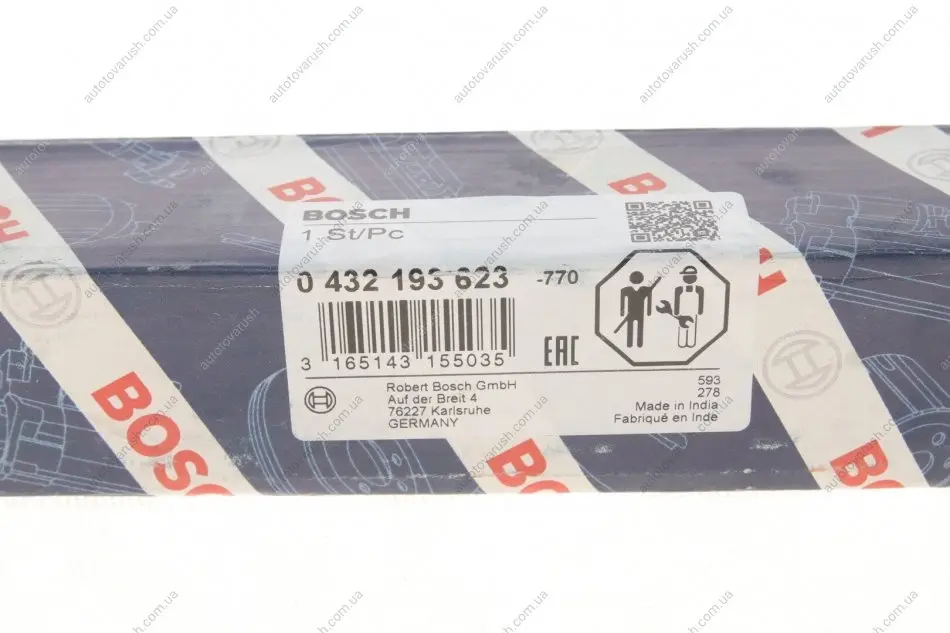 BOSCH
1 St/Pc
0 432 193 623 -770
3 165143 155035
EAC
Robert Bosch GmbH
Auf der Breit 4
76227 Karlsruhe
GERMANY
593
278
Made in India
Fabriqué en Inde
BOSCH
autotovarush.com.ua